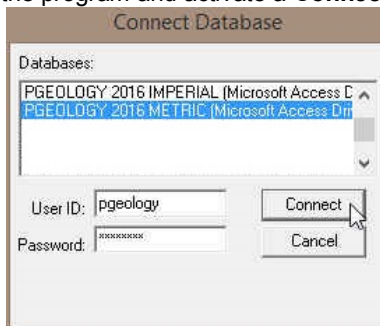 the program and activate a Connec
Connect Database
Databases:
PGEOLOGY 2016 IMPERIAL (Microsoft Access D
PGEOLOGY 2016 METRIC (Microsoft Access Dri
User ID: pgeology Connect
Password: xxxxxxxx Cancel